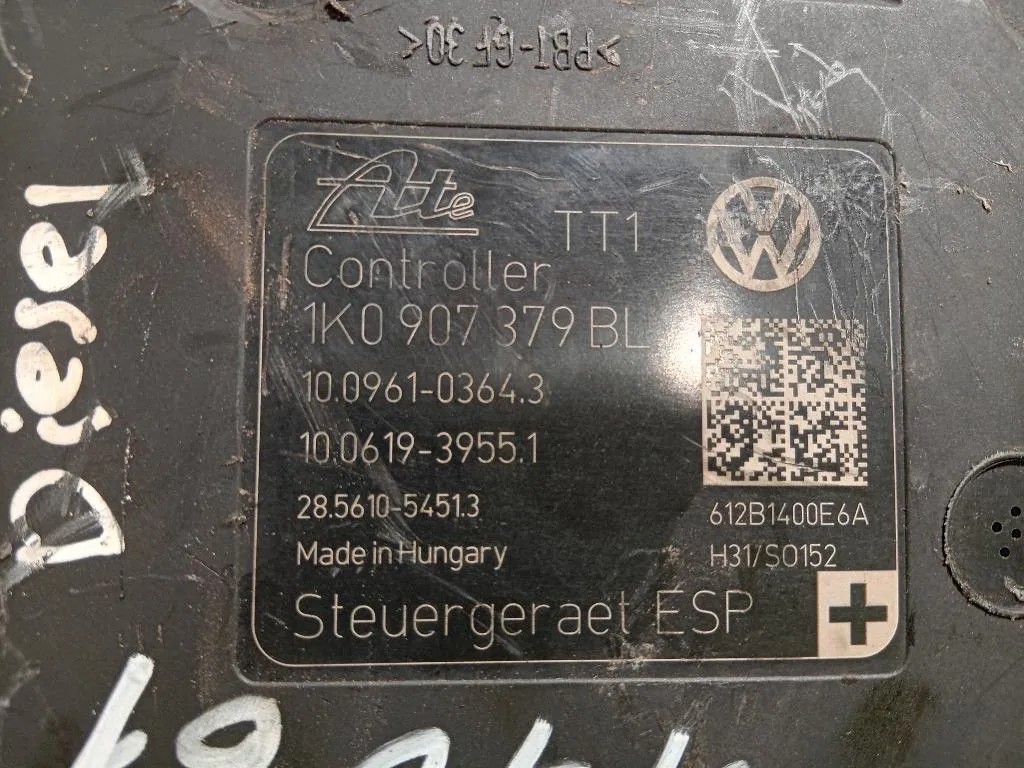 >PBT-GF30<
Ate
TT1
Controller
1K0 907 379 BL
10.0961-0364.3
10.0619-3955.1
28.5610-5451.3
Made in Hungary
612B1400E6A
H31/SO152
Steuergeraet ESP
Diesel